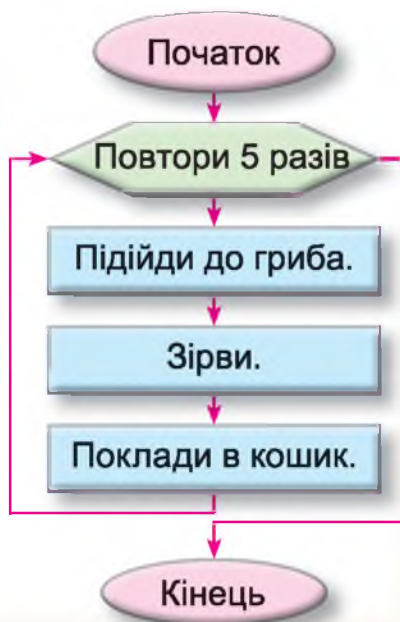 Початок
Повтори 5 разів
Підійди до гриба.
Зірви.
Поклади в кошик.
Кінець